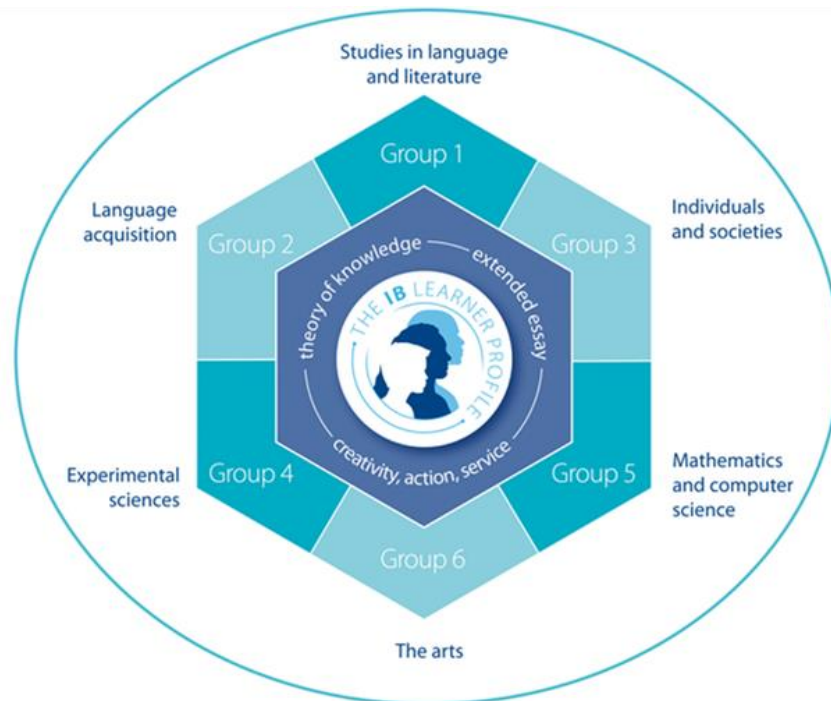 Studies in language
and literature
Group 1
Language
acquisition
Group 2
Group 3
Individuals
and societies
theory of knowledge
extended essay
THE IB LEARNER PROFILE
creativity, action, service
Experimental
sciences
Group 4
Group 5
Mathematics
and computer
science
Group 6
The arts